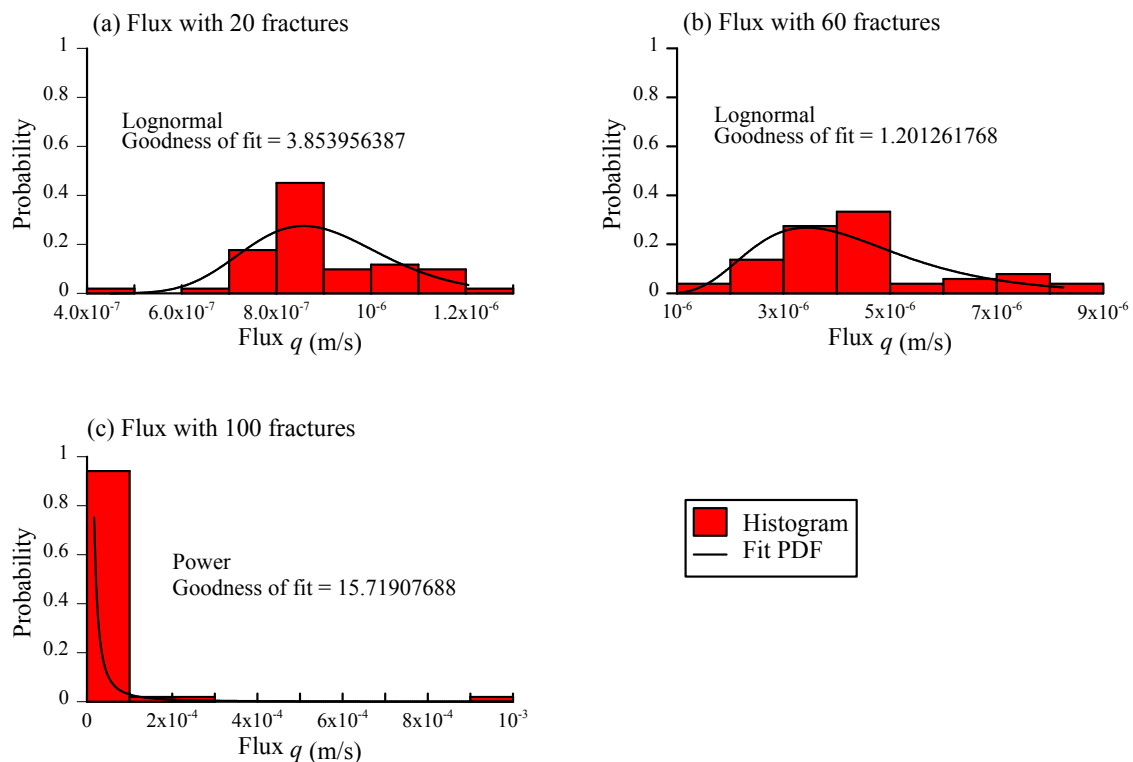 (a) Flux with 20 fractures
1
0.8
0.6
0.4
0.2
0
Probability
Lognormal
Goodness of fit = 3.853956387
4.0x10⁻⁷ 6.0x10⁻⁷ 8.0x10⁻⁷ 10⁻⁶ 1.2x10⁻⁶
Flux q (m/s)
(b) Flux with 60 fractures
1
0.8
0.6
0.4
0.2
0
Probability
Lognormal
Goodness of fit = 1.201261768
10⁻⁶ 3x10⁻⁶ 5x10⁻⁶ 7x10⁻⁶ 9x10⁻⁶
Flux q (m/s)
(c) Flux with 100 fractures
1
0.8
0.6
0.4
0.2
0
Probability
Power
Goodness of fit = 15.71907688
0 2x10⁻⁴ 4x10⁻⁴ 6x10⁻⁴ 8x10⁻⁴ 10⁻³
Flux q (m/s)
Histogram
Fit PDF